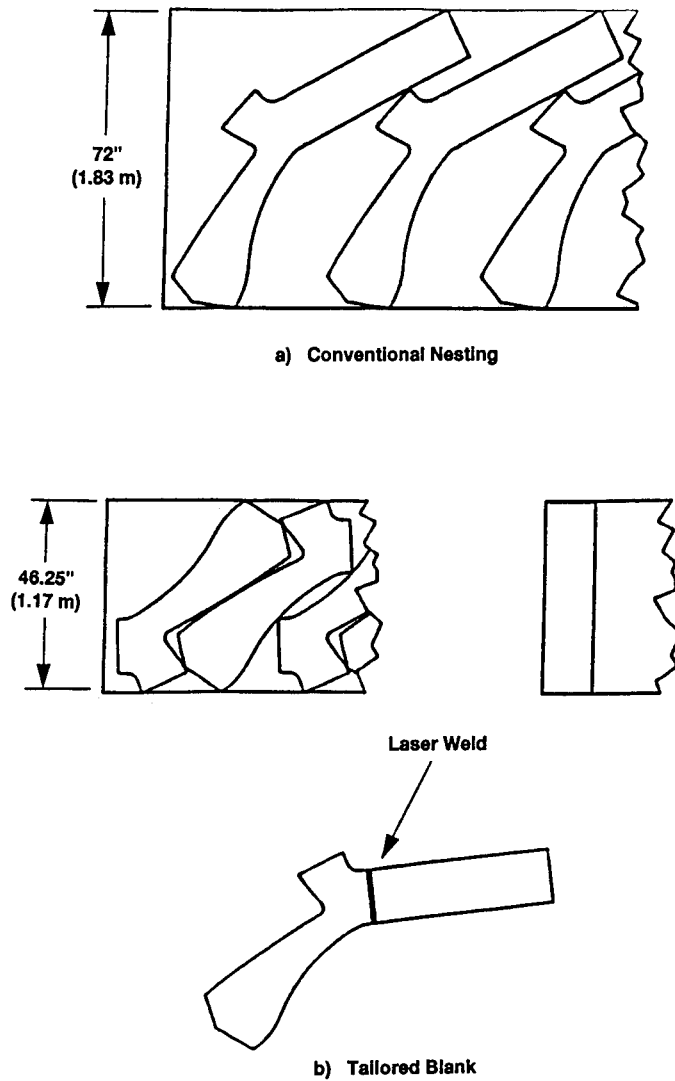 72"
(1.83 m)
a) Conventional Nesting
46.25"
(1.17 m)
Laser Weld
b) Tailored Blank